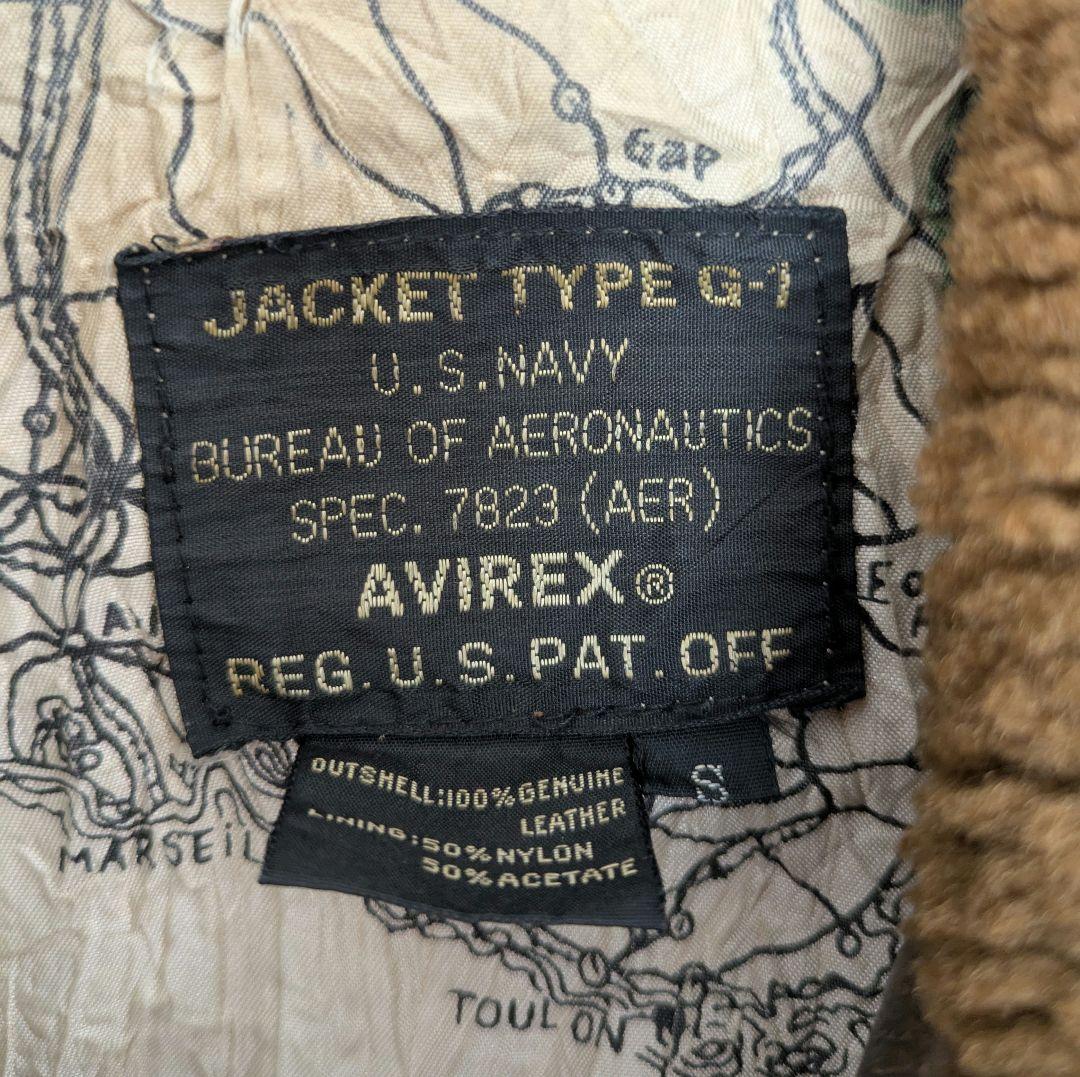 Gap
JACKET TYPE G-1
U.S. NAVY
BUREAU OF AERONAUTICS
SPEC. 7823 (AER)
AVIREX®
REG. U.S. PAT. OFF
S
OUTSHELL:100% GENUINE
LEATHER
LINING:50% NYLON
50% ACETATE
MARSEIL
TOULON